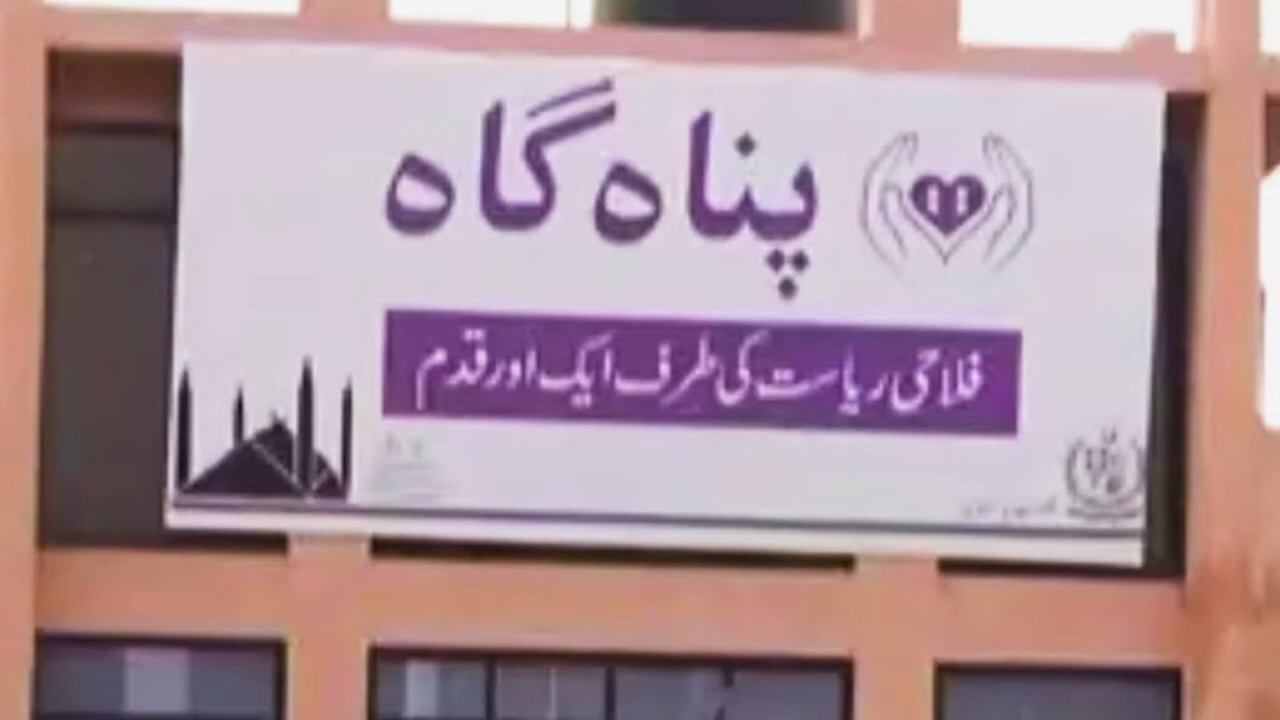 پناہ گاہ
فلاحی ریاست کی طرف ایک اور قدم